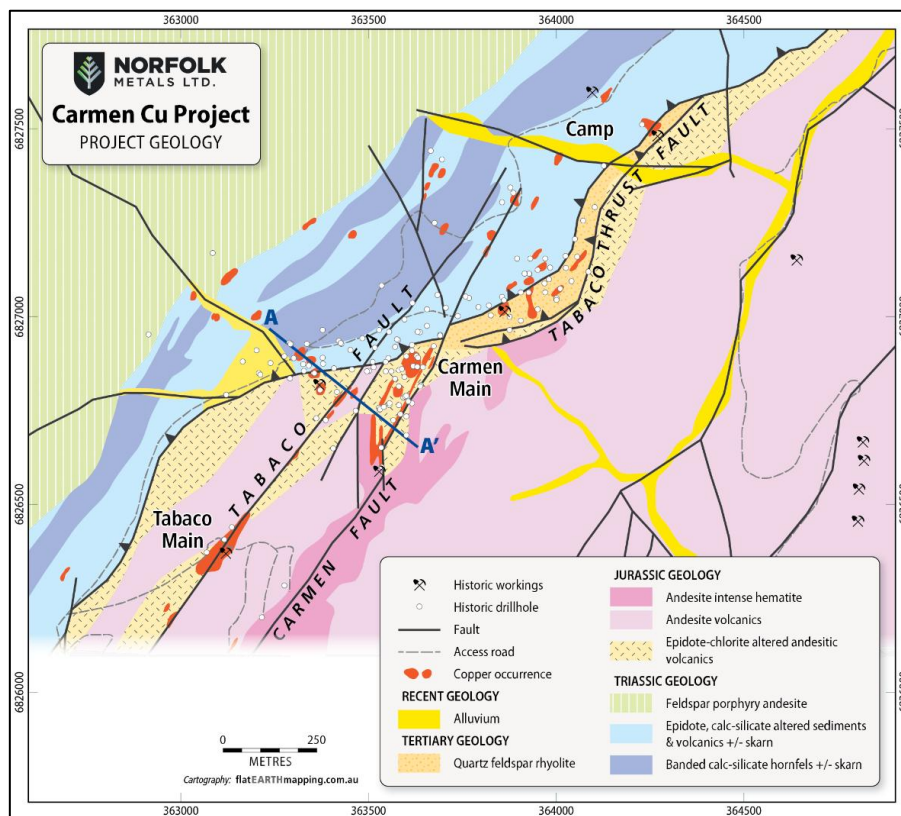 363000 363500 364000 364500
NORFOLK
METALS LTD.
Carmen Cu Project
PROJECT GEOLOGY
6827500
Camp
FAULT
TABACO THRUST FAULT
6827000
A
FAULT
Carmen
Main
A'
TABACO
6826500
Tabaco
Main
CARMEN FAULT
6826000
Historic workings
Historic drillhole
Fault
Access road
Copper occurrence
RECENT GEOLOGY
Alluvium
TERTIARY GEOLOGY
Quartz feldspar rhyolite
JURASSIC GEOLOGY
Andesite intense hematite
Andesite volcanics
Epidote-chlorite altered andesitic
volcanics
TRIASSIC GEOLOGY
Feldspar porphyry andesite
Epidote, calc-silicate altered sediments
& volcanics +/- skarn
Banded calc-silicate hornfels +/- skarn
0 250
METRES
Cartography: flatEARTHmapping.com.au
363000 363500 364000 364500